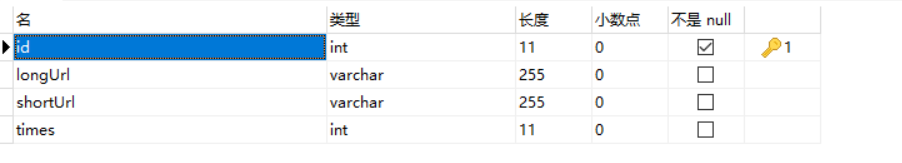 名 类型 长度 小数点 不是 null
id int 11 0 1
longUrl varchar 255 0
shortUrl varchar 255 0
times int 11 0